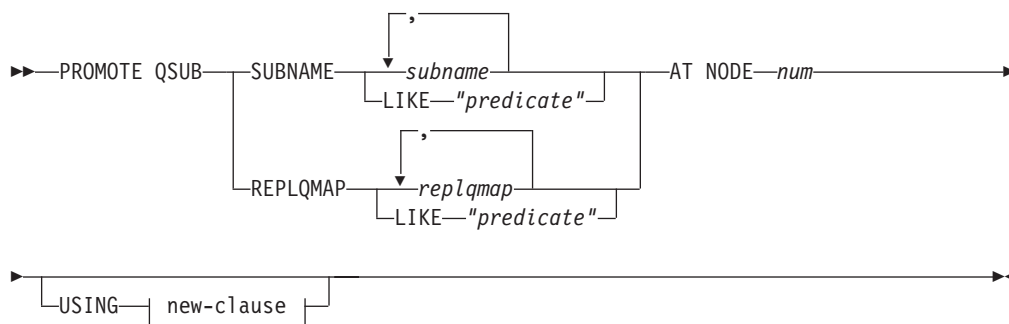 ,
PROMOTE QSUB SUBNAME subname AT NODE num
LIKE "predicate"
,
REPLQMAP replqmap
LIKE "predicate"
USING new-clause